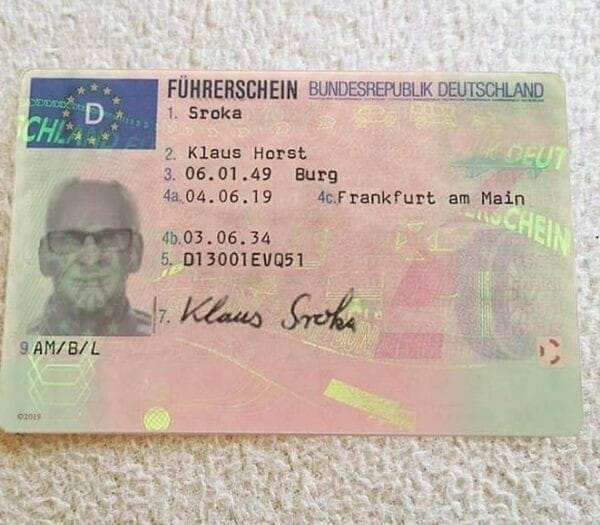 FÜHRERSCHEIN BUNDESREPUBLIK DEUTSCHLAND
D
1. Sroka
2. Klaus Horst
3. 06.01.49 Burg
4a. 04.06.19 4c. Frankfurt am Main
4b. 03.06.34
5. D13001EVQ51
7. Klaus Sroka
9. AM/B/L
©2019